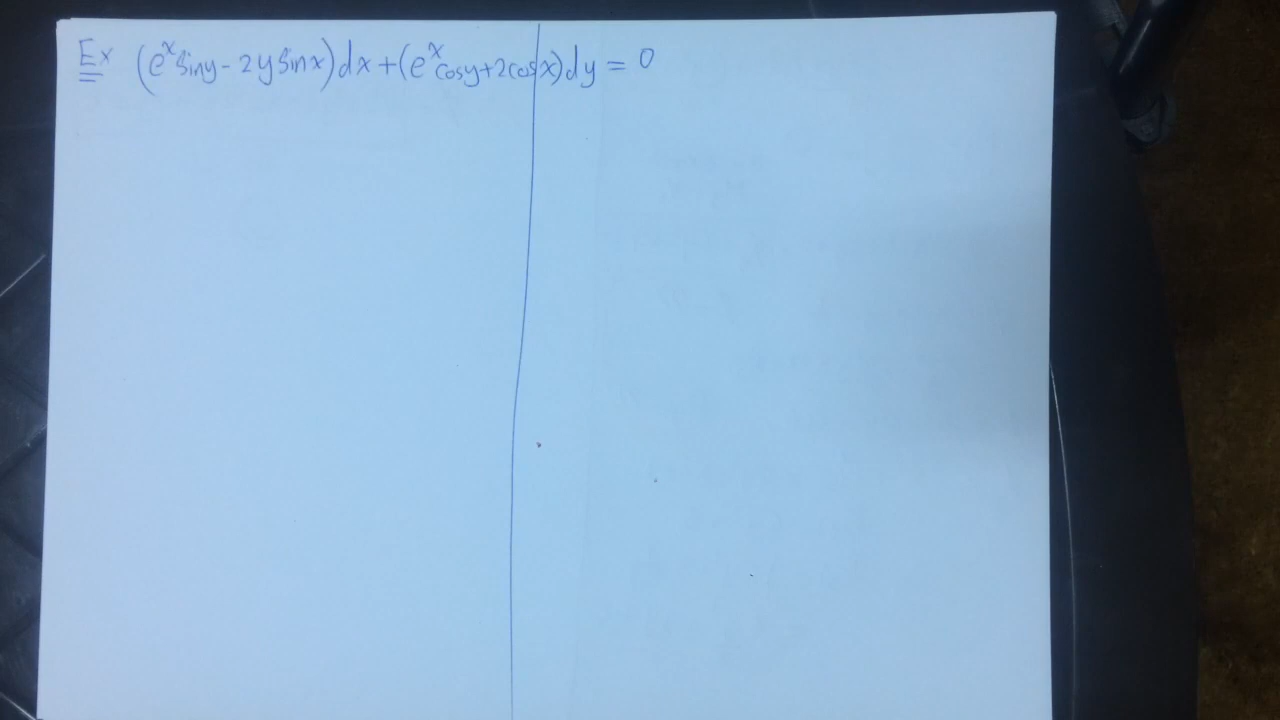 Ex (e^x siny - 2y sinx)dx + (e^x cosy + 2cosx)dy = 0